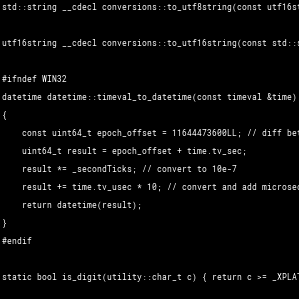 std::string __cdecl conversions::to_utf8string(const utf16st
utf16string __cdecl conversions::to_utf16string(const std::s
#ifndef WIN32
datetime datetime::timeval_to_datetime(const timeval &time)
{
const uint64_t epoch_offset = 11644473600LL; // diff bet
uint64_t result = epoch_offset + time.tv_sec;
result *= _secondTicks; // convert to 10e-7
result += time.tv_usec * 10; // convert and add microsec
return datetime(result);
}
#endif
static bool is_digit(utility::char_t c) { return c >= _XPLAT